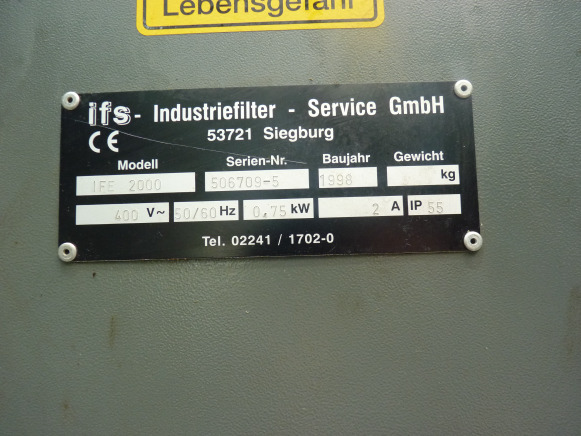 Lebensgefahr
ifs - Industriefilter - Service GmbH
53721 Siegburg
CE
Modell Serien-Nr. Baujahr Gewicht
IFE 2000 506709-5 1998 kg
400 V~ 50/60 Hz 0.75 kW 2 A IP 55
Tel. 02241 / 1702-0